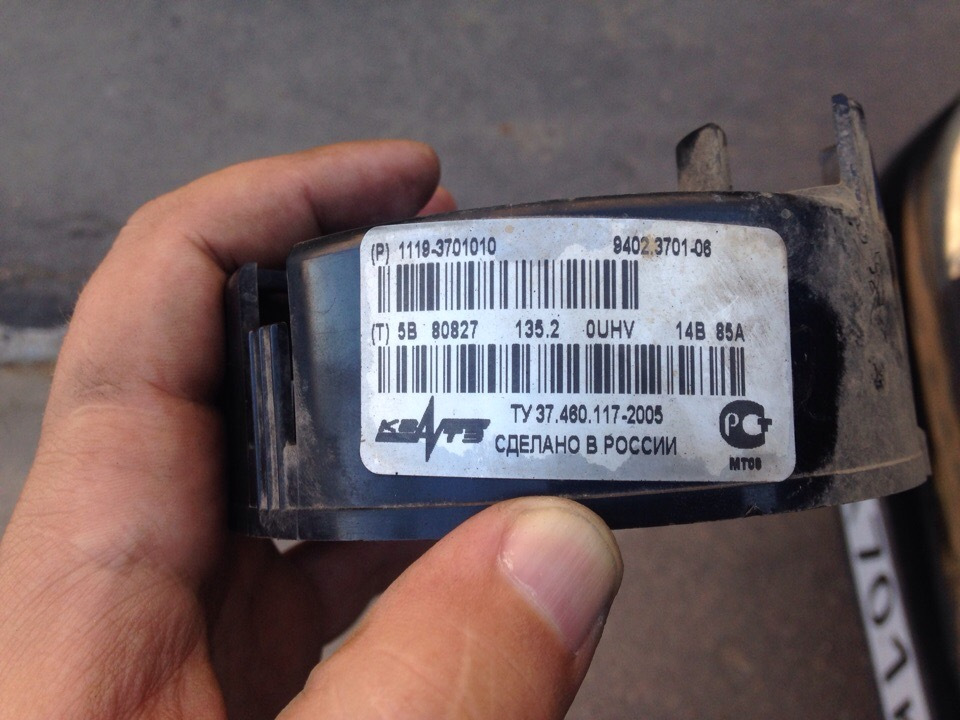 (P) 1119-3701010 9402.3701-06
(T) 5B 80827 135.2 0UHV 14B 85A
ТУ 37.460.117-2005
СДЕЛАНО В РОССИИ
РСТ
МТ08